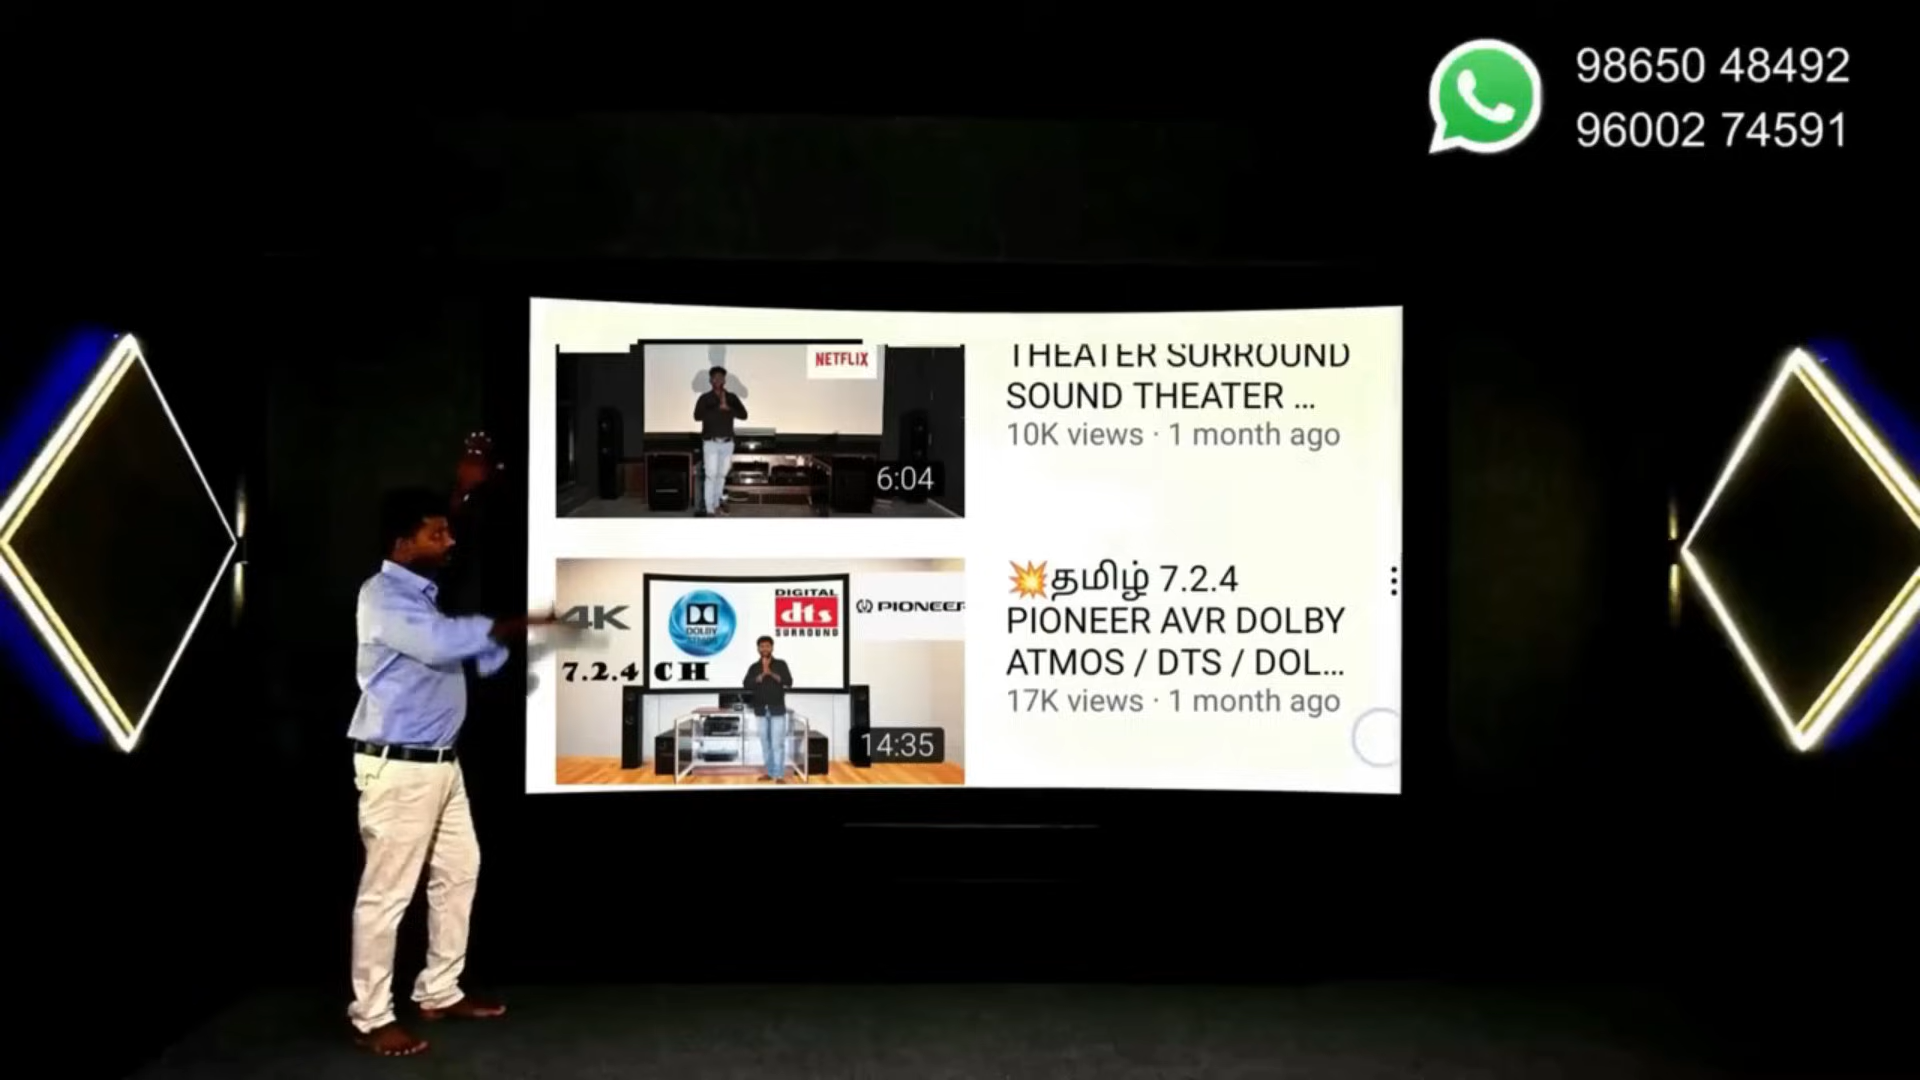 98650 48492
96002 74591
NETFLIX
THEATER SURROUND
SOUND THEATER ...
10K views · 1 month ago
6:04
💥தமிழ் 7.2.4
PIONEER AVR DOLBY
ATMOS / DTS / DOL...
17K views · 1 month ago
4K
DOLBY
ATMOS
DIGITAL
dts
SURROUND
PIONEER
7.2.4 CH
14:35